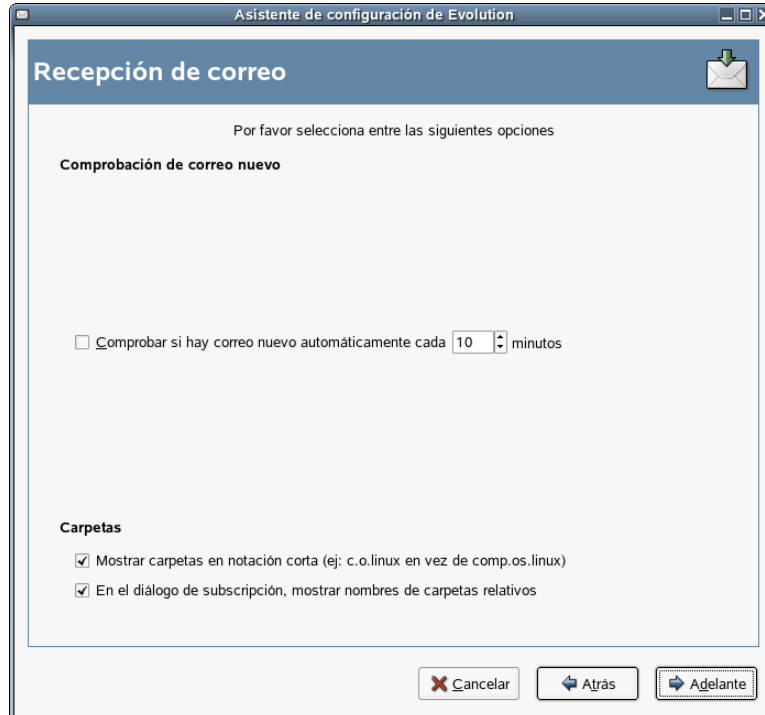 Asistente de configuración de Evolution
Recepción de correo
Por favor selecciona entre las siguientes opciones
Comprobación de correo nuevo
Comprobar si hay correo nuevo automáticamente cada 10 minutos
Carpetas
Mostrar carpetas en notación corta (ej: c.o.linux en vez de comp.os.linux)
En el diálogo de subscripción, mostrar nombres de carpetas relativos
Cancelar Atrás Adelante